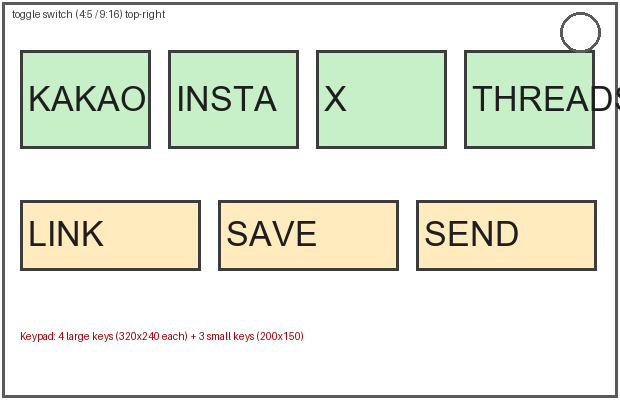 toggle switch (4:5 / 9:16) top-right
KAKAO INSTA X THREADS
LINK SAVE SEND
Keypad: 4 large keys (320x240 each) + 3 small keys (200x150)